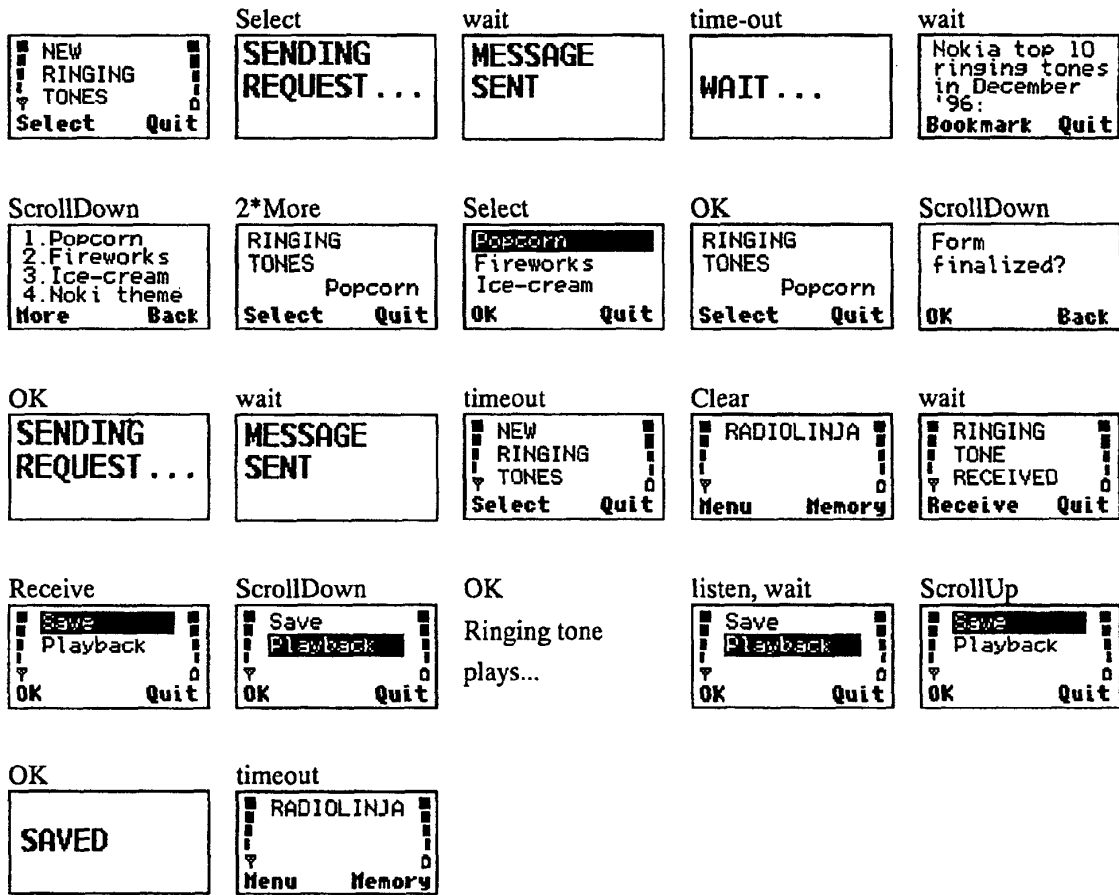 NEW
RINGING
TONES
Select Quit
Select
SENDING
REQUEST...
wait
MESSAGE
SENT
time-out
WAIT...
wait
Nokia top 10
ringing tones
in December
'96:
Bookmark Quit
ScrollDown
1.Popcorn
2.Fireworks
3.Ice-cream
4.Noki theme
More Back
2*More
RINGING
TONES
Popcorn
Select Quit
Select
Popcorn
Fireworks
Ice-cream
OK Quit
OK
RINGING
TONES
Popcorn
Select Quit
ScrollDown
Form
finalized?
OK Back
OK
SENDING
REQUEST...
wait
MESSAGE
SENT
timeout
NEW
RINGING
TONES
Select Quit
Clear
RADIOLINJA
Menu Memory
wait
RINGING
TONE
RECEIVED
Receive Quit
Receive
Save
Playback
OK Quit
ScrollDown
Save
Playback
OK Quit
OK
Ringing tone
plays...
listen, wait
Save
Playback
OK Quit
ScrollUp
Save
Playback
OK Quit
OK
SAVED
timeout
RADIOLINJA
Menu Memory